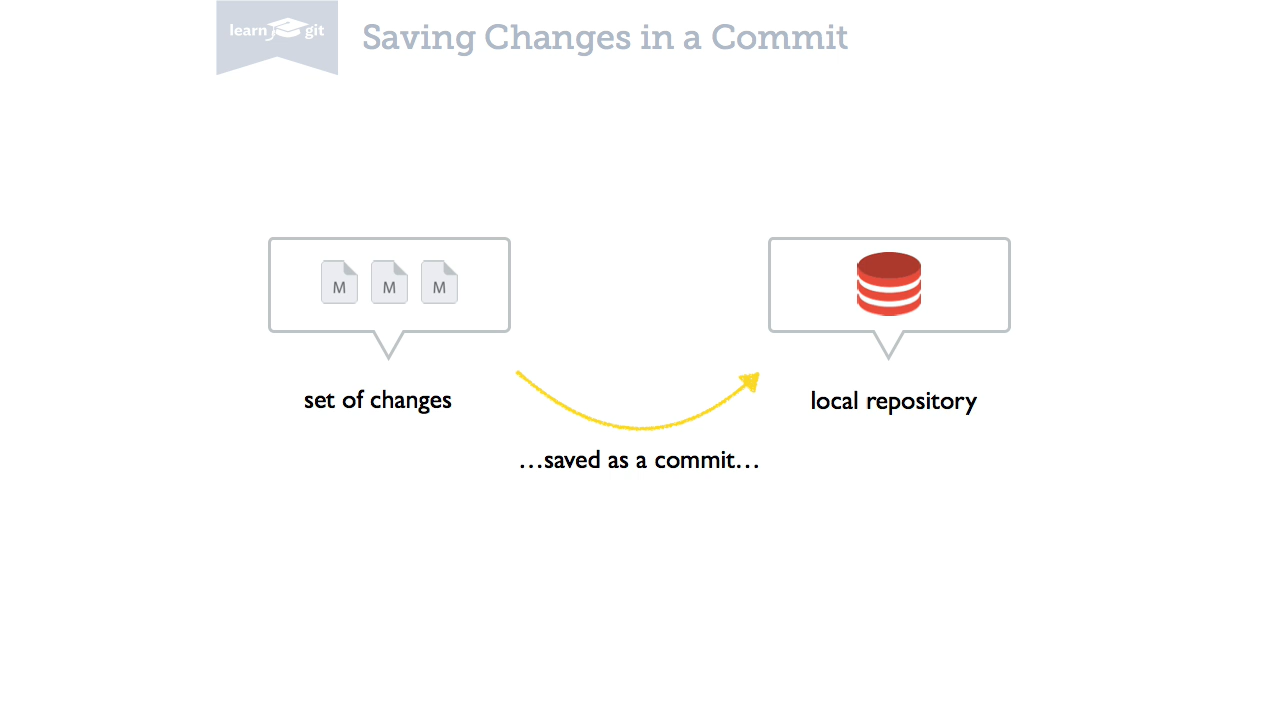 learn git
Saving Changes in a Commit
M M M
set of changes
local repository
…saved as a commit…